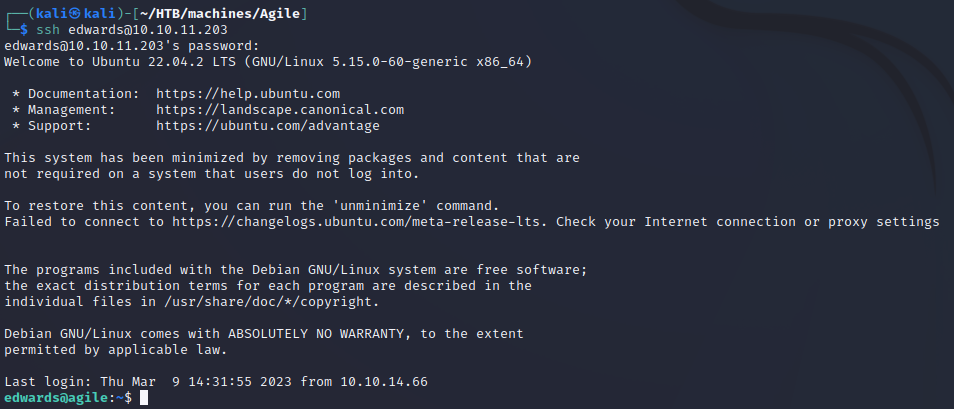 ┌──(kali㉿kali)-[~/HTB/machines/Agile]
└─$ ssh edwards@10.10.11.203
edwards@10.10.11.203's password:
Welcome to Ubuntu 22.04.2 LTS (GNU/Linux 5.15.0-60-generic x86_64)
* Documentation:  https://help.ubuntu.com
* Management:     https://landscape.canonical.com
* Support:        https://ubuntu.com/advantage
This system has been minimized by removing packages and content that are
not required on a system that users do not log into.
To restore this content, you can run the 'unminimize' command.
Failed to connect to https://changelogs.ubuntu.com/meta-release-lts. Check your Internet connection or proxy settings
The programs included with the Debian GNU/Linux system are free software;
the exact distribution terms for each program are described in the
individual files in /usr/share/doc/*/copyright.
Debian GNU/Linux comes with ABSOLUTELY NO WARRANTY, to the extent
permitted by applicable law.
Last login: Thu Mar  9 14:31:55 2023 from 10.10.14.66
edwards@agile:~$